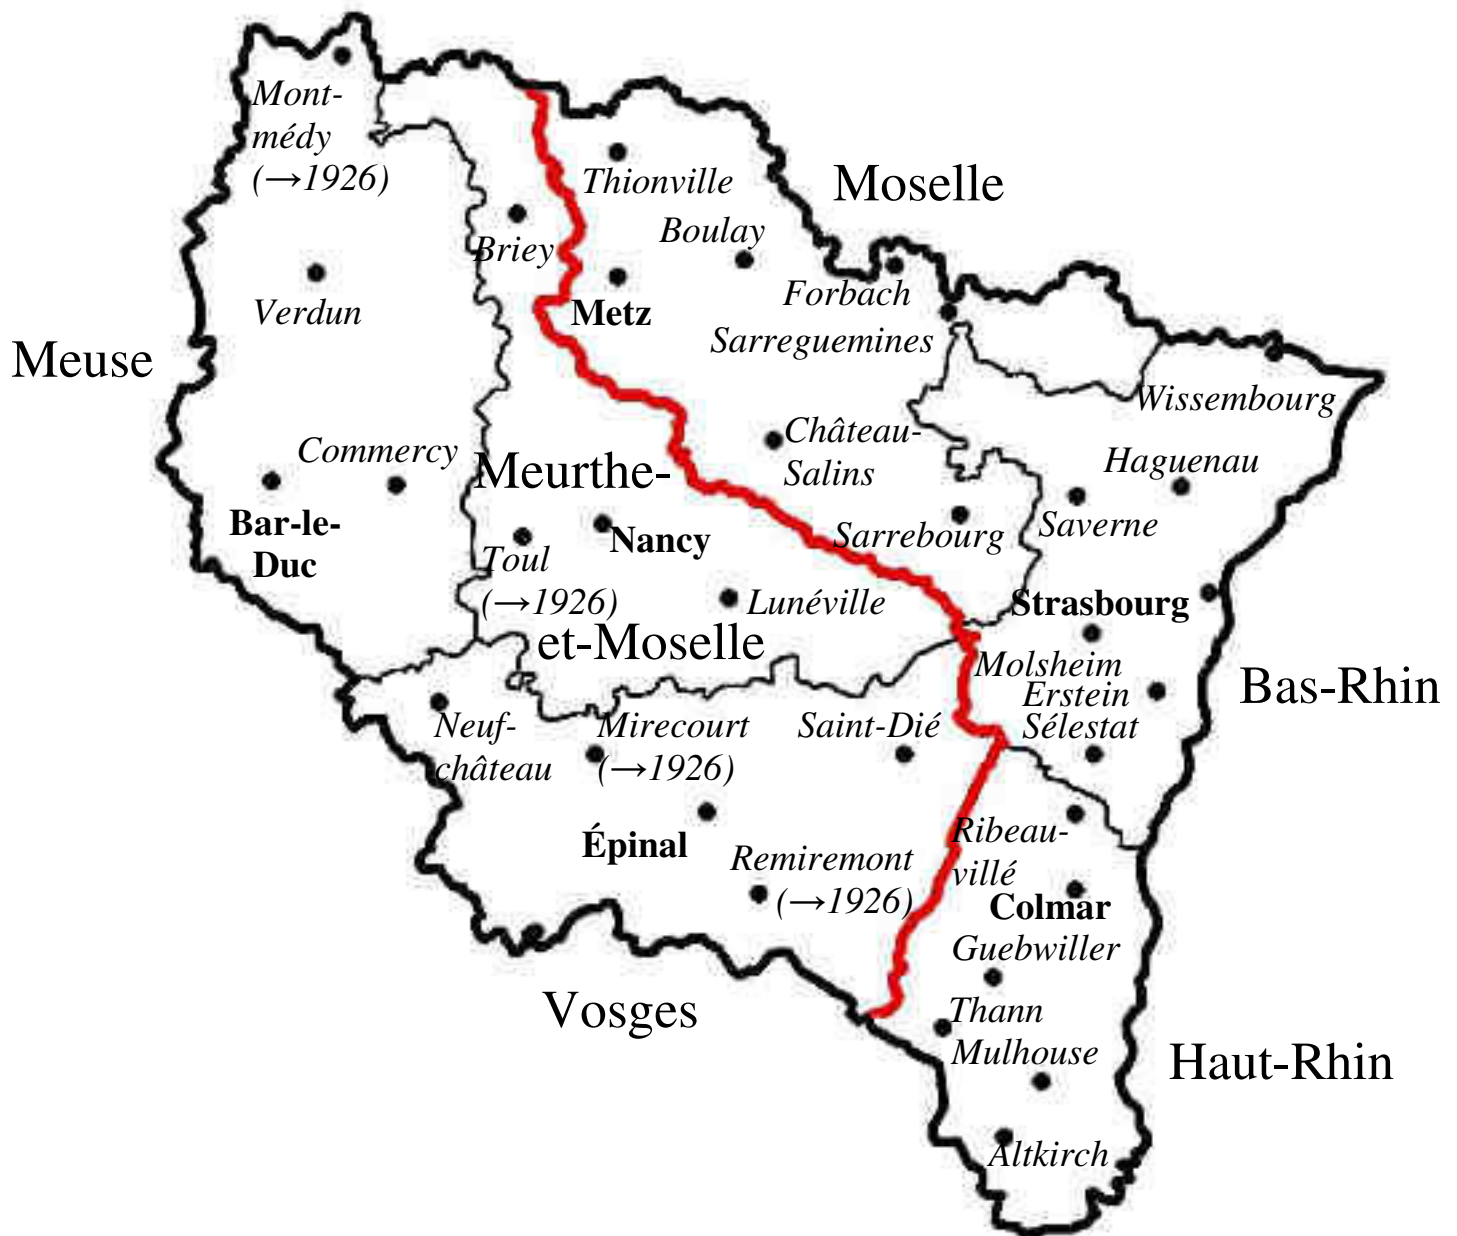 Mont-
médy
(→1926)
Thionville
Moselle
Boulay
Briey
Forbach
Verdun
Metz
Sarreguemines
Meuse
Wissembourg
Château-
Salins
Commercy
Meurthe-
Haguenau
Bar-le-
Duc
Nancy
Sarrebourg
Saverne
Toul
(→1926)
Lunéville
Strasbourg
et-Moselle
Molsheim
Erstein
Bas-Rhin
Neuf-
château
Mirecourt
(→1926)
Saint-Dié
Sélestat
Épinal
Ribeau-
villé
Remiremont
(→1926)
Colmar
Guebwiller
Vosges
Thann
Mulhouse
Haut-Rhin
Altkirch